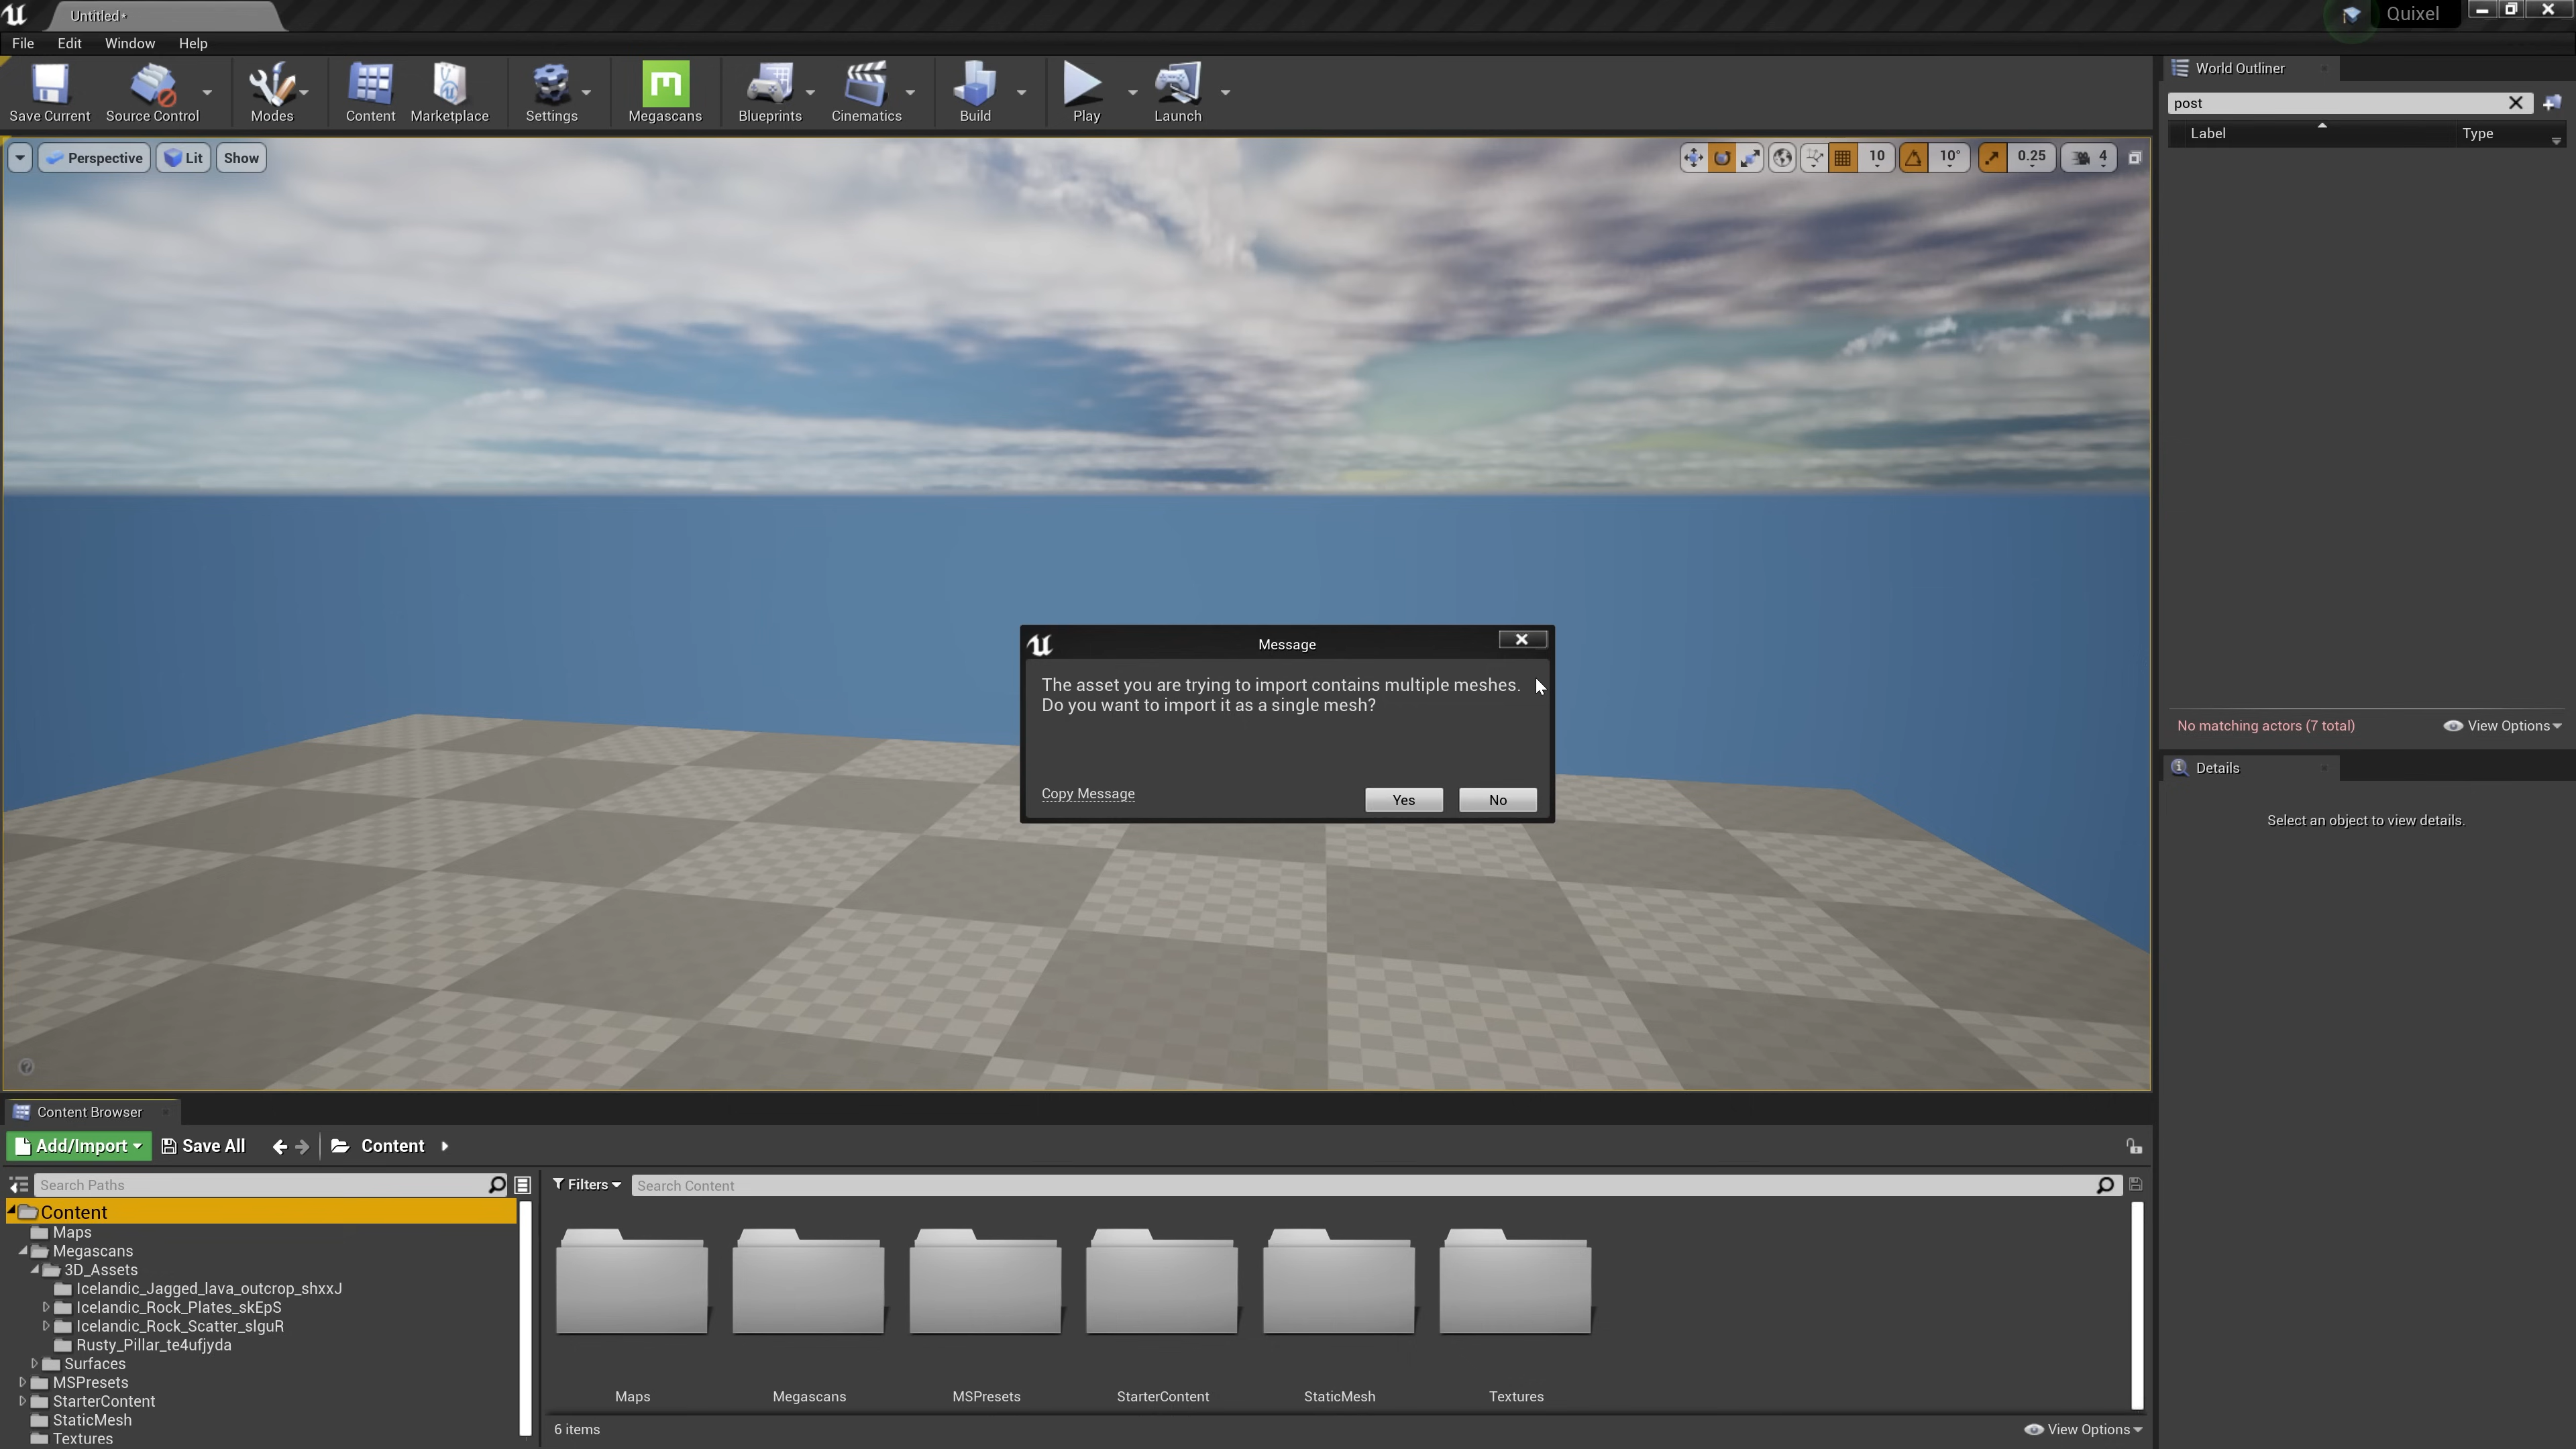 Untitled*
Quixel
File Edit Window Help
Save Current Source Control Modes Content Marketplace Settings Megascans Blueprints Cinematics Build Play Launch
World Outliner
post
Label Type
Perspective Lit Show
10 10° 0.25 4
Message
The asset you are trying to import contains multiple meshes.
Do you want to import it as a single mesh?
Copy Message
Yes No
No matching actors (7 total) View Options
Details
Select an object to view details.
Content Browser
Add/Import Save All Content
Search Paths
Filters Search Content
Content
Maps
Megascans
3D_Assets
Icelandic_Jagged_lava_outcrop_shxxJ
Icelandic_Rock_Plates_skEpS
Icelandic_Rock_Scatter_slguR
Rusty_Pillar_te4ufjyda
Surfaces
MSPresets
StarterContent
StaticMesh
Textures
Maps Megascans MSPresets StarterContent StaticMesh Textures
6 items View Options